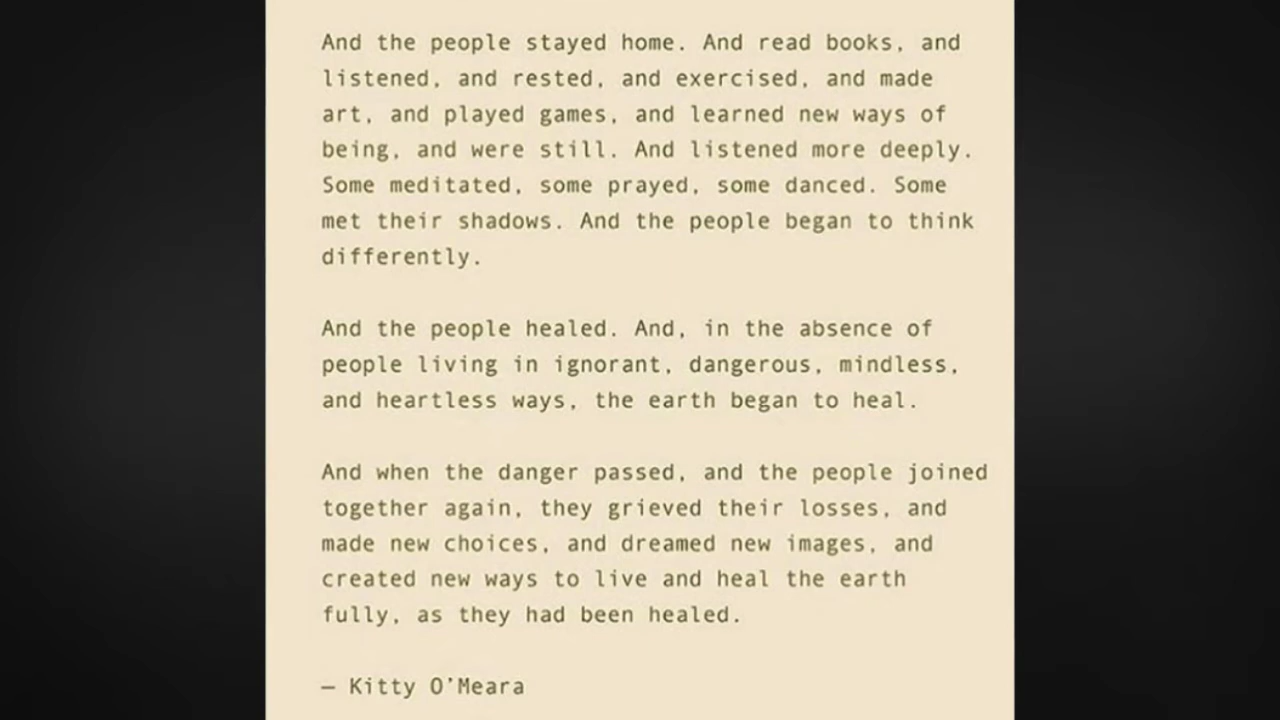 And the people stayed home. And read books, and
listened, and rested, and exercised, and made
art, and played games, and learned new ways of
being, and were still. And listened more deeply.
Some meditated, some prayed, some danced. Some
met their shadows. And the people began to think
differently.
And the people healed. And, in the absence of
people living in ignorant, dangerous, mindless,
and heartless ways, the earth began to heal.
And when the danger passed, and the people joined
together again, they grieved their losses, and
made new choices, and dreamed new images, and
created new ways to live and heal the earth
fully, as they had been healed.
— Kitty O’Meara